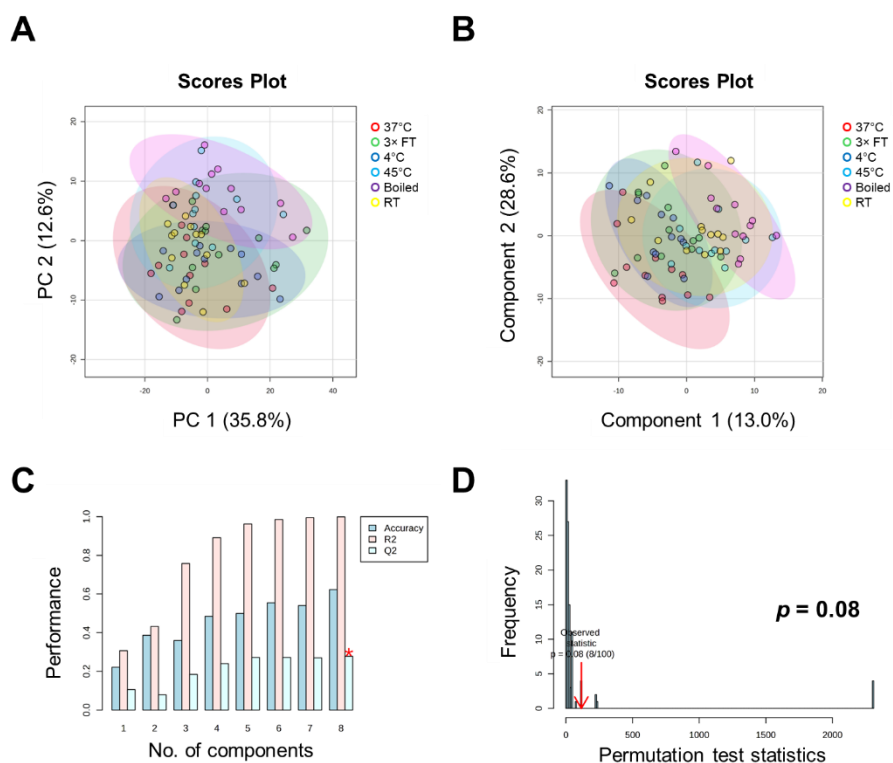 A
Scores Plot
20
10
0
-10
-20
-20
0
20
40
PC 2 (12.6%)
PC 1 (35.8%)
37°C
3× FT
4°C
45°C
Boiled
RT
B
Scores Plot
20
10
0
-10
-20
-10
0
10
20
Component 2 (28.6%)
Component 1 (13.0%)
37°C
3× FT
4°C
45°C
Boiled
RT
C
1.0
0.8
0.6
0.4
0.2
0.0
Performance
Accuracy
R2
Q2
*
1 2 3 4 5 6 7 8
No. of components
D
30
25
20
15
10
5
0
Frequency
p = 0.08
Observed
statistic
p = 0.08 (8/100)
0 500 1000 1500 2000
Permutation test statistics